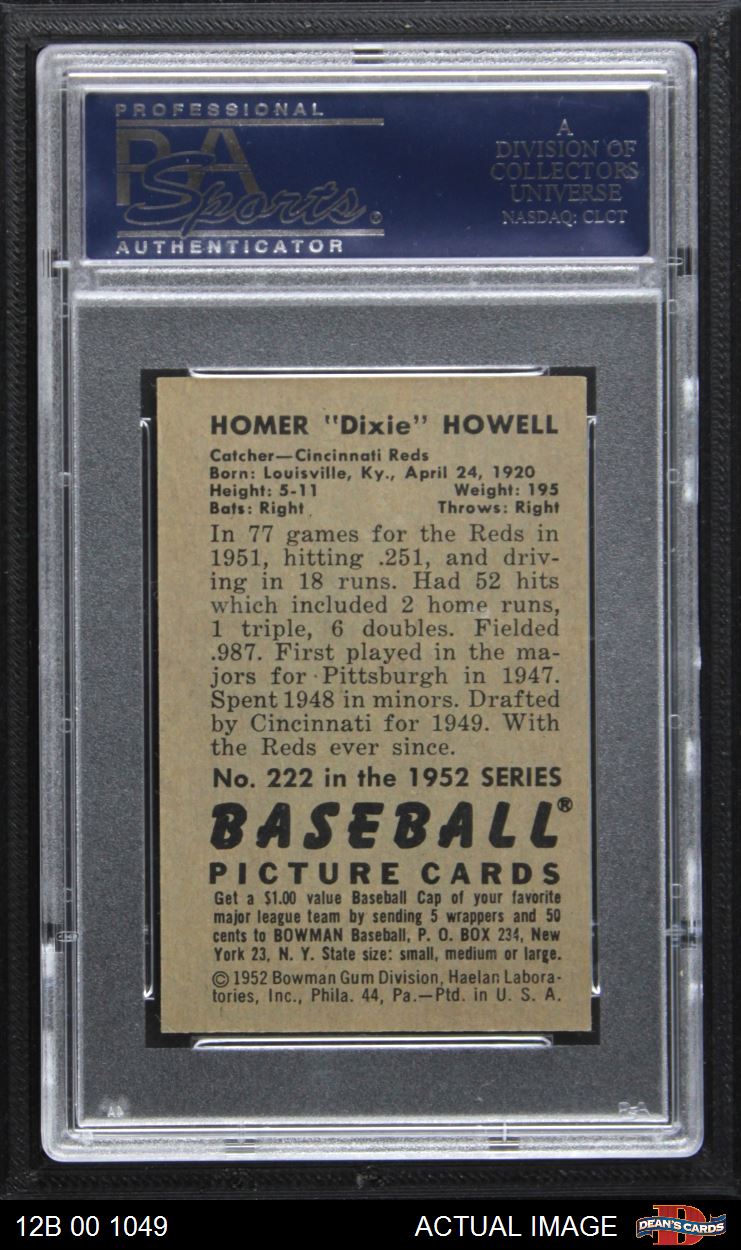 PROFESSIONAL
PSA
Sports®
AUTHENTICATOR
A
DIVISION OF
COLLECTORS
UNIVERSE
NASDAQ: CLCT
HOMER "Dixie" HOWELL
Catcher—Cincinnati Reds
Born: Louisville, Ky., April 24, 1920
Height: 5-11 Weight: 195
Bats: Right Throws: Right
In 77 games for the Reds in
1951, hitting .251, and driv-
ing in 18 runs. Had 52 hits
which included 2 home runs,
1 triple, 6 doubles. Fielded
.987. First played in the ma-
jors for Pittsburgh in 1947.
Spent 1948 in minors. Drafted
by Cincinnati for 1949. With
the Reds ever since.
No. 222 in the 1952 SERIES
BASEBALL®
PICTURE CARDS
Get a $1.00 value Baseball Cap of your favorite
major league team by sending 5 wrappers and 50
cents to BOWMAN Baseball, P. O. BOX 234, New
York 23, N. Y. State size: small, medium or large.
© 1952 Bowman Gum Division, Haelan Labora-
tories, Inc., Phila. 44, Pa.—Ptd. in U. S. A.
PSA
12B 00 1049 ACTUAL IMAGE DEAN'S CARDS